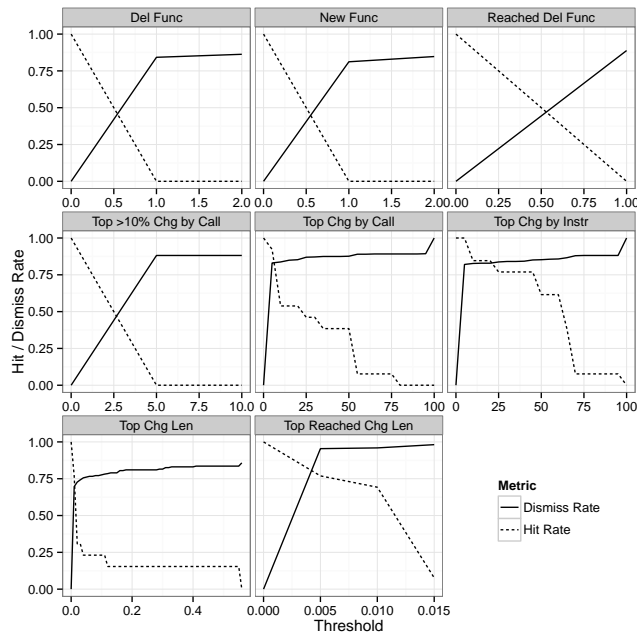 Del Func New Func Reached Del Func
1.00
0.75
0.50
0.25
0.00
0.0 0.5 1.0 1.5 2.0 0.0 0.5 1.0 1.5 2.0 0.00 0.25 0.50 0.75 1.00
Top >10% Chg by Call Top Chg by Call Top Chg by Instr
1.00
0.75
0.50
0.25
0.00
0.0 2.5 5.0 7.5 10.0 0 25 50 75 100 0 25 50 75 100
Hit / Dismiss Rate
Top Chg Len Top Reached Chg Len
1.00
0.75
0.50
0.25
0.00
0.0 0.2 0.4 0.000 0.005 0.010 0.015
Threshold
Metric
Dismiss Rate
Hit Rate